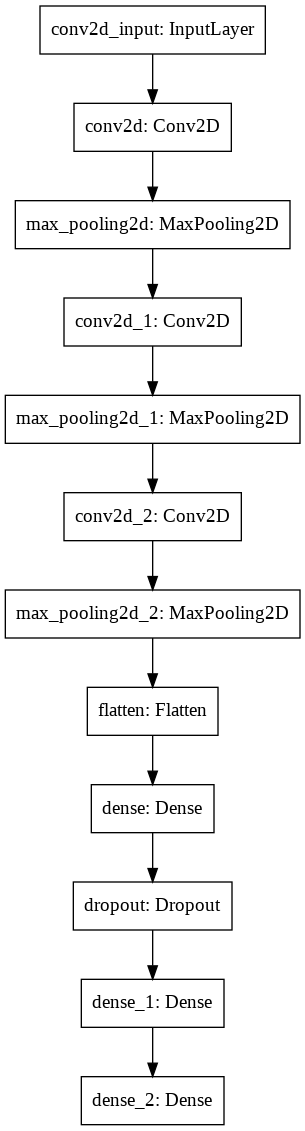 conv2d_input: InputLayer
conv2d: Conv2D
max_pooling2d: MaxPooling2D
conv2d_1: Conv2D
max_pooling2d_1: MaxPooling2D
conv2d_2: Conv2D
max_pooling2d_2: MaxPooling2D
flatten: Flatten
dense: Dense
dropout: Dropout
dense_1: Dense
dense_2: Dense